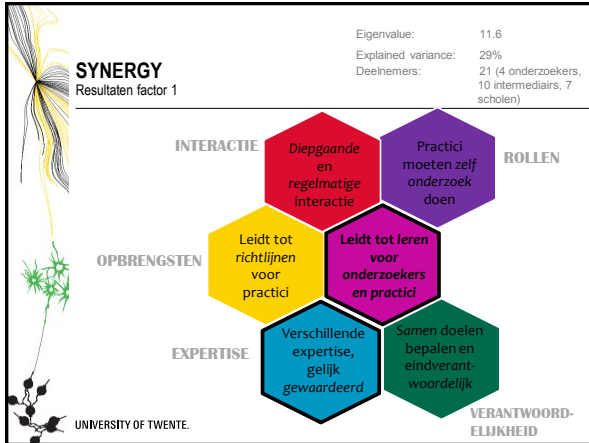 SYNERGY
Resultaten factor 1
Eigenvalue: 11.6
Explained variance: 29%
Deelnemers: 21 (4 onderzoekers,
10 intermediairs, 7
scholen)
INTERACTIE
Diepgaande
en
regelmatige
interactie
Practici
moeten zelf
onderzoek
doen
ROLLEN
OPBRENGSTEN
Leidt tot
richtlijnen
voor
practici
Leidt tot leren
voor
onderzoekers
en practici
EXPERTISE
Verschillende
expertise,
gelijk
gewaardeerd
Samen doelen
bepalen en
eindverant-
woordelijk
VERANTWOORD-
ELIJKHEID
UNIVERSITY OF TWENTE.